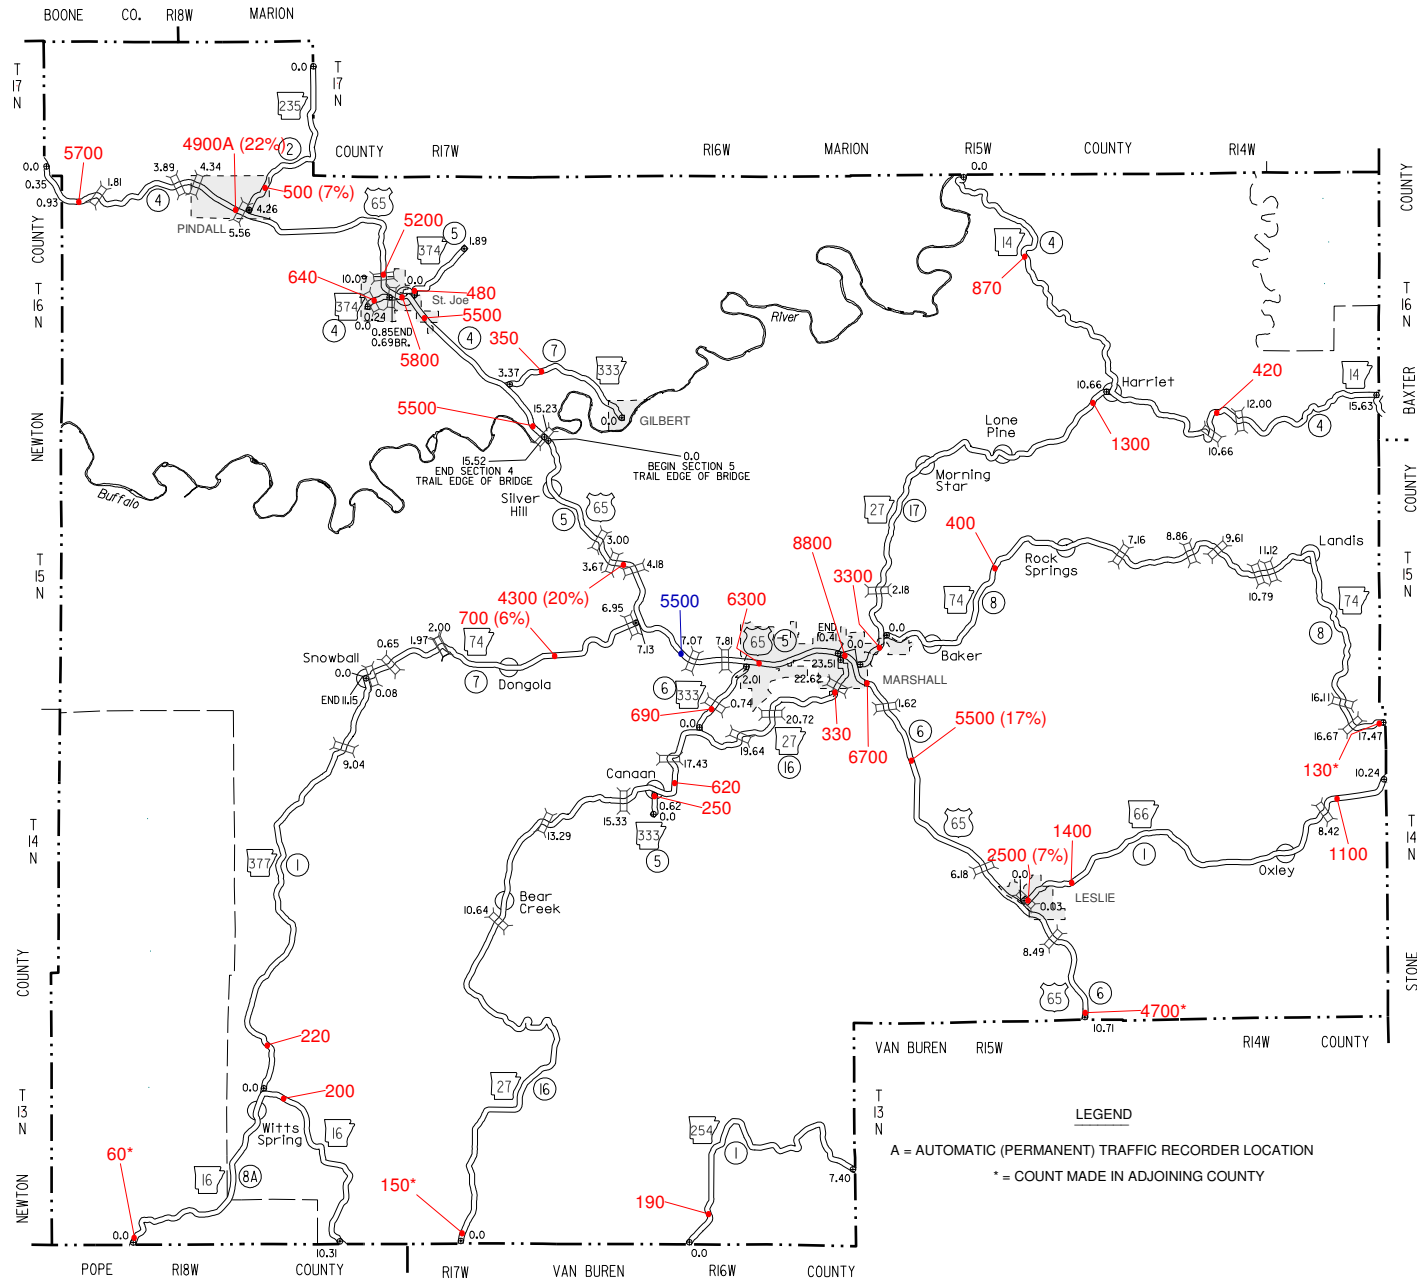 BOONE CO. R18W MARION
T 17 N
T 17 N
0.0
235
2
COUNTY R17W R16W MARION R15W COUNTY R14W
0.0
COUNTY
0.0
0.35
0.93
5700
1.81
4
3.89
4.34
4900A (22%)
500 (7%)
4.26
5.56
PINDALL
65
5200
374
5
1.89
10.09
0.0
640
480
St. Joe
374
4
0.24
0.0
0.85END
0.69BR.
5500
5800
4
350
7
3.37
333
0.0
GILBERT
River
14
4
870
COUNTY
T 16 N
T 16 N
BAXTER
14
15.63
420
12.00
10.66
4
10.66
Harriet
1300
Lone
Pine
Morning
Star
5500
15.23
15.52
END SECTION 4
TRAIL EDGE OF BRIDGE
0.0
BEGIN SECTION 5
TRAIL EDGE OF BRIDGE
NEWTON
Buffalo
Silver
Hill
65
5
3.00
3.67
4.18
4300 (20%)
700 (6%)
6.95
7.13
5500
7.07
7.81
6300
65
5
8800
END
10.41
0.0
3300
27
17
2.18
400
74
8
0.0
Baker
Rock
Springs
7.16
8.86
9.61
11.12
10.79
Landis
74
8
COUNTY
T 15 N
T 15 N
16.11
16.67
17.47
130*
10.24
Snowball
0.0
0.08
0.65
1.97
2.00
74
7
Dongola
END 11.15
9.04
6
333
2.01
0.74
690
0.0
23.51
22.62
MARSHALL
330
6700
1.62
6
5500 (17%)
20.72
19.64
27
16
17.43
Canaan
620
250
0.62
0.0
333
5
15.33
13.29
377
1
Bear
Creek
10.64
65
6.18
2500 (7%)
0.0
0.03
LESLIE
1400
66
1
Oxley
8.42
1100
T 14 N
T 14 N
8.49
65
6
4700*
10.71
STONE
COUNTY
VAN BUREN R15W R14W COUNTY
220
0.0
200
Witts
Spring
16
27
16
T 13 N
T 13 N
NEWTON
16
8A
60*
0.0
10.31
150*
0.0
254
1
190
0.0
7.40
LEGEND
A = AUTOMATIC (PERMANENT) TRAFFIC RECORDER LOCATION
* = COUNT MADE IN ADJOINING COUNTY
POPE R18W COUNTY R17W VAN BUREN R16W COUNTY